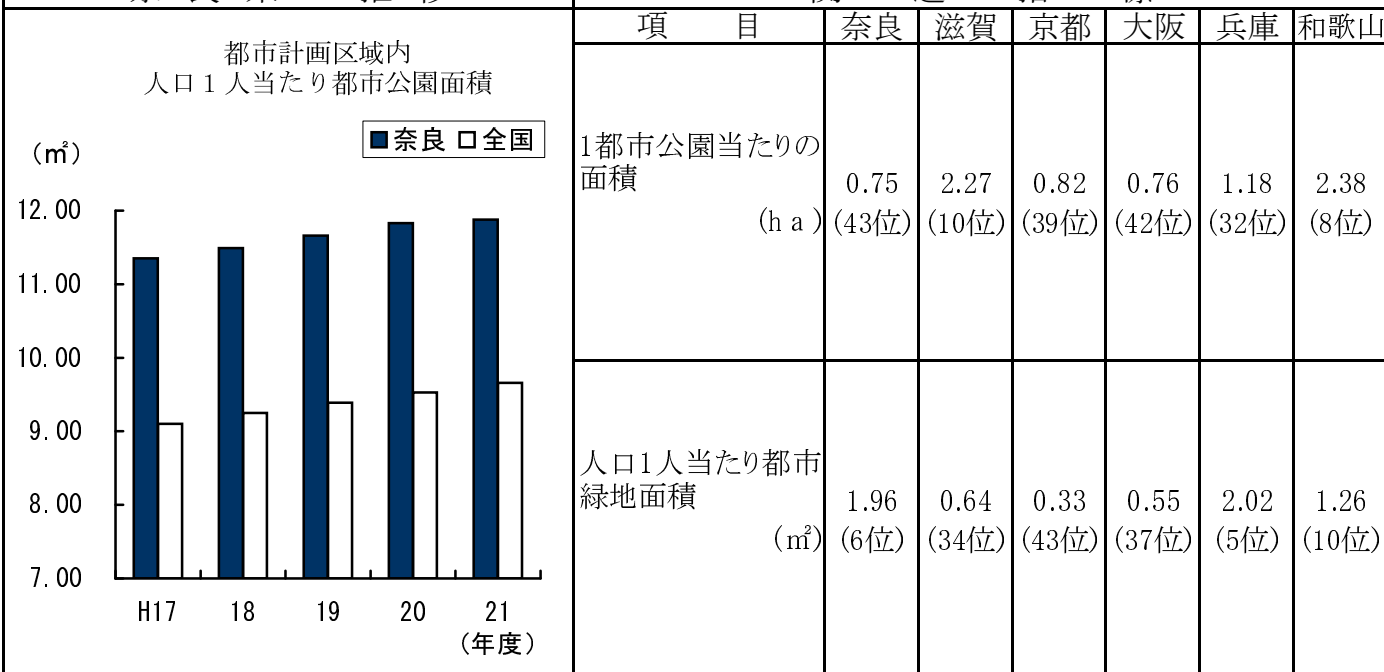 都市計画区域内
人口１人当たり都市公園面積
(㎡)
奈良 全国
12.00
11.00
10.00
9.00
8.00
7.00
H17 18 19 20 21
(年度)
項 目 奈良 滋賀 京都 大阪 兵庫 和歌山
1都市公園当たりの
面積
0.75 2.27 0.82 0.76 1.18 2.38
(ha) (43位) (10位) (39位) (42位) (32位) (8位)
人口1人当たり都市
緑地面積
1.96 0.64 0.33 0.55 2.02 1.26
(㎡) (6位) (34位) (43位) (37位) (5位) (10位)